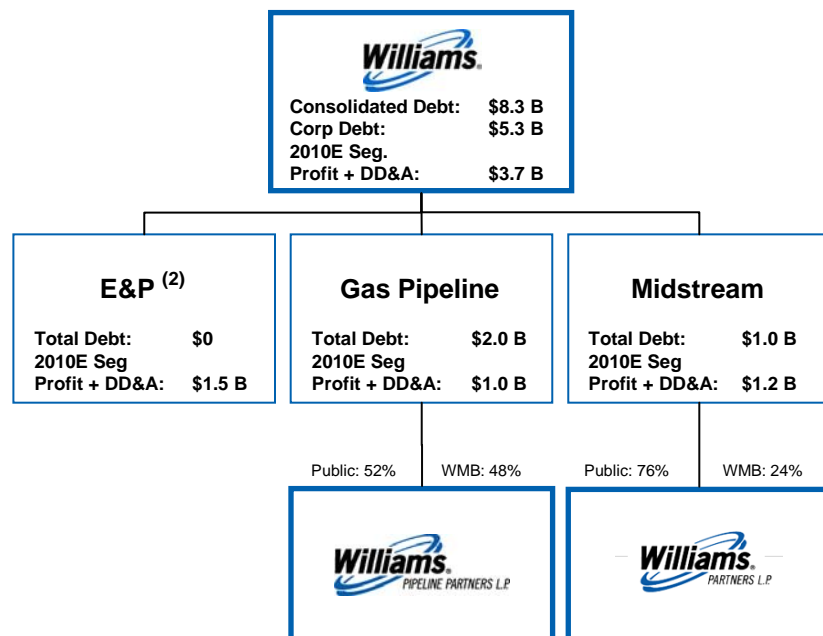 Williams.
Consolidated Debt: $8.3 B
Corp Debt: $5.3 B
2010E Seg.
Profit + DD&A: $3.7 B
E&P (2)
Total Debt: $0
2010E Seg
Profit + DD&A: $1.5 B
Gas Pipeline
Total Debt: $2.0 B
2010E Seg
Profit + DD&A: $1.0 B
Midstream
Total Debt: $1.0 B
2010E Seg
Profit + DD&A: $1.2 B
Public: 52% WMB: 48%
Public: 76% WMB: 24%
Williams.
PIPELINE PARTNERS L.P.
Williams.
PARTNERS L.P.